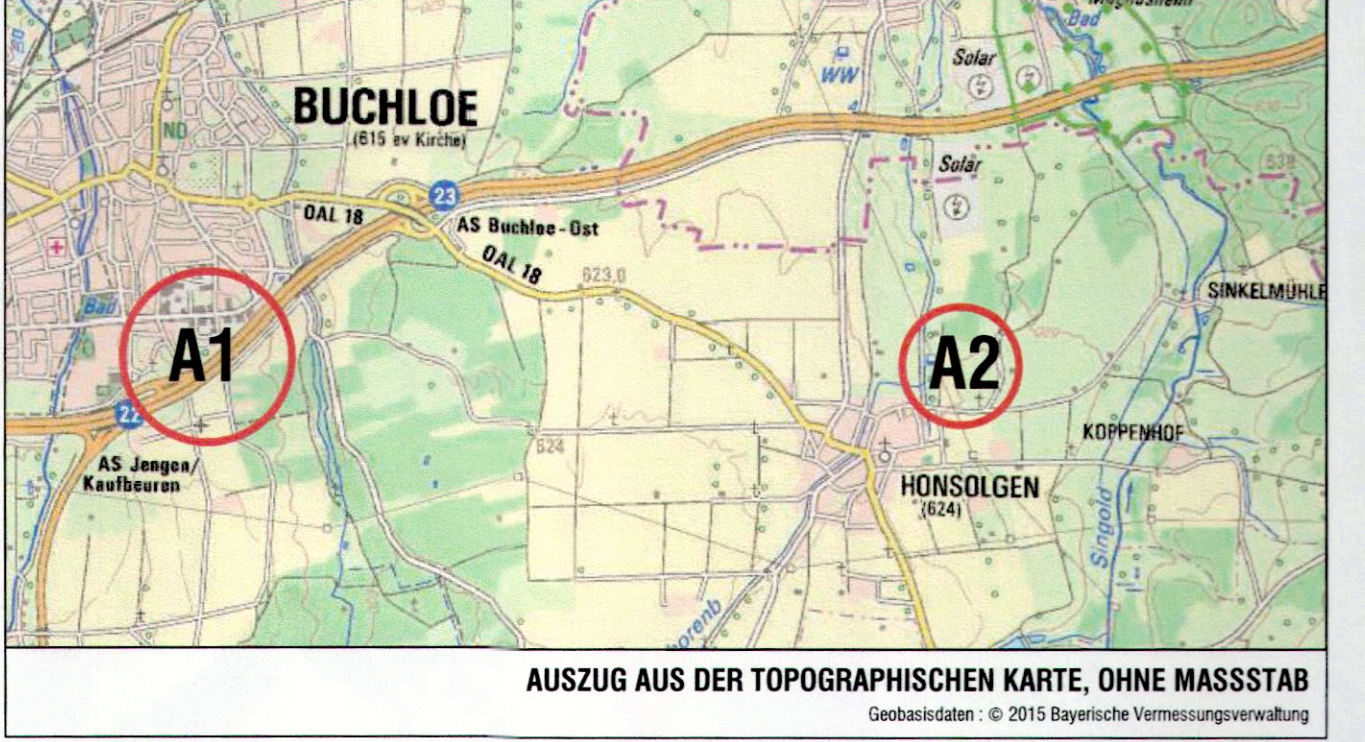 Bad
Solar
WW
BUCHLOE
(615 ev Kirche)
ND
Solar
638
23
OAL 18
AS Buchloe-Ost
OAL 18
623,0
SINKELMÜHLE
Bad
A1
A2
22
624
KOPPENHOF
AS Jengen/
Kaufbeuren
HONSOLGEN
(624)
Singold
AUSZUG AUS DER TOPOGRAPHISCHEN KARTE, OHNE MASSSTAB
Geobasisdaten : © 2015 Bayerische Vermessungsverwaltung